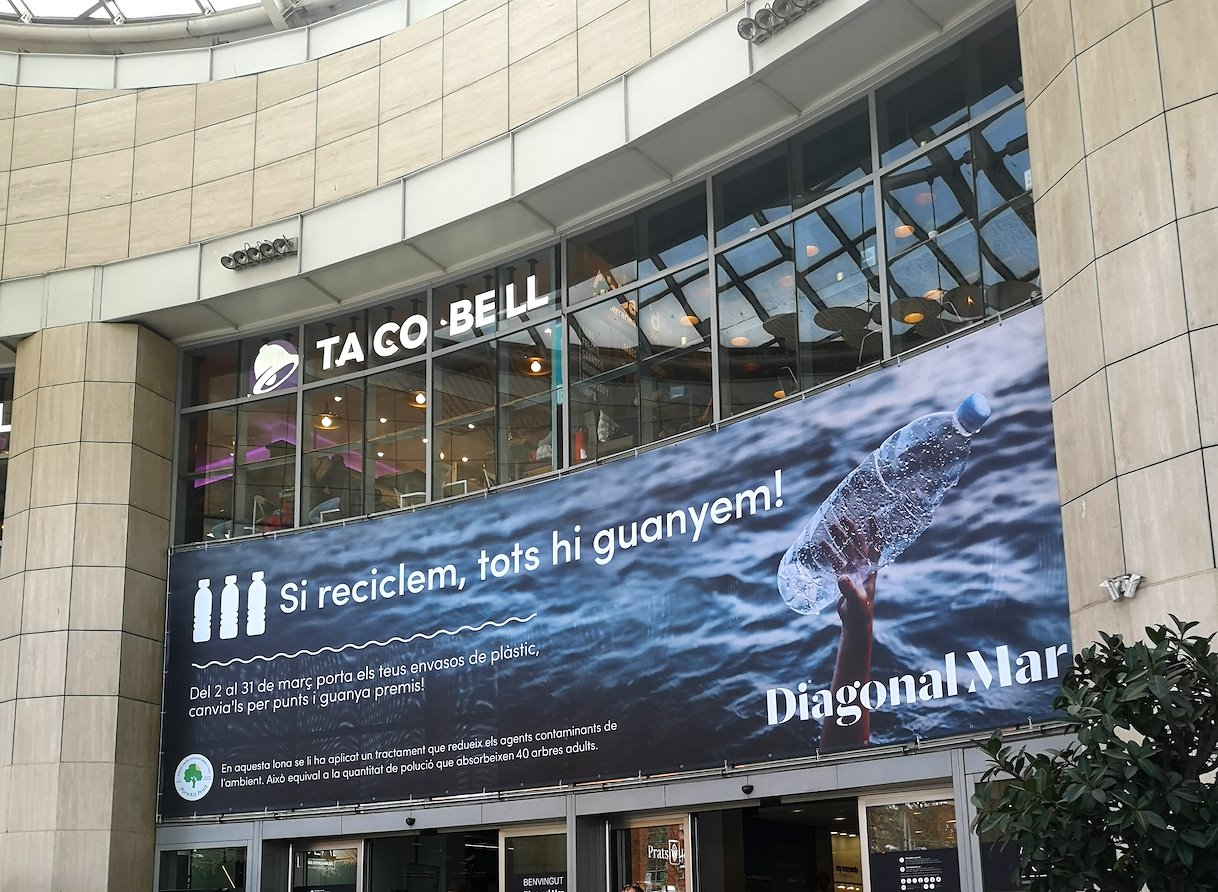 TACO BELL
Si reciclem, tots hi guanyem!
Del 2 al 31 de març porta els teus envasos de plàstic,
canvia'ls per punts i guanya premis!
Diagonal Mar
En aquesta lona se li ha aplicat un tractament que redueix els agents contaminants de
l'ambient. Això equival a la quantitat de polució que absorbeixen 40 arbres adults.
PureAir Print
Prats
BENVINGUT